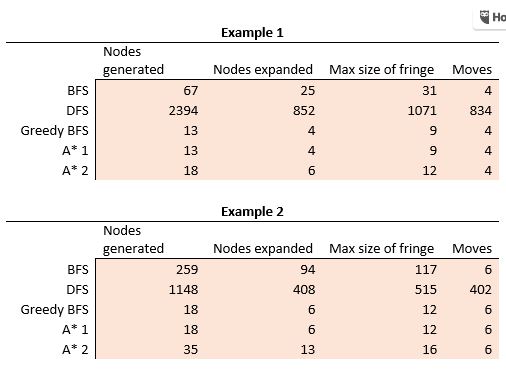 Ho
Example 1
Nodes
generated Nodes expanded Max size of fringe Moves
BFS 67 25 31 4
DFS 2394 852 1071 834
Greedy BFS 13 4 9 4
A* 1 13 4 9 4
A* 2 18 6 12 4
Example 2
Nodes
generated Nodes expanded Max size of fringe Moves
BFS 259 94 117 6
DFS 1148 408 515 402
Greedy BFS 18 6 12 6
A* 1 18 6 12 6
A* 2 35 13 16 6